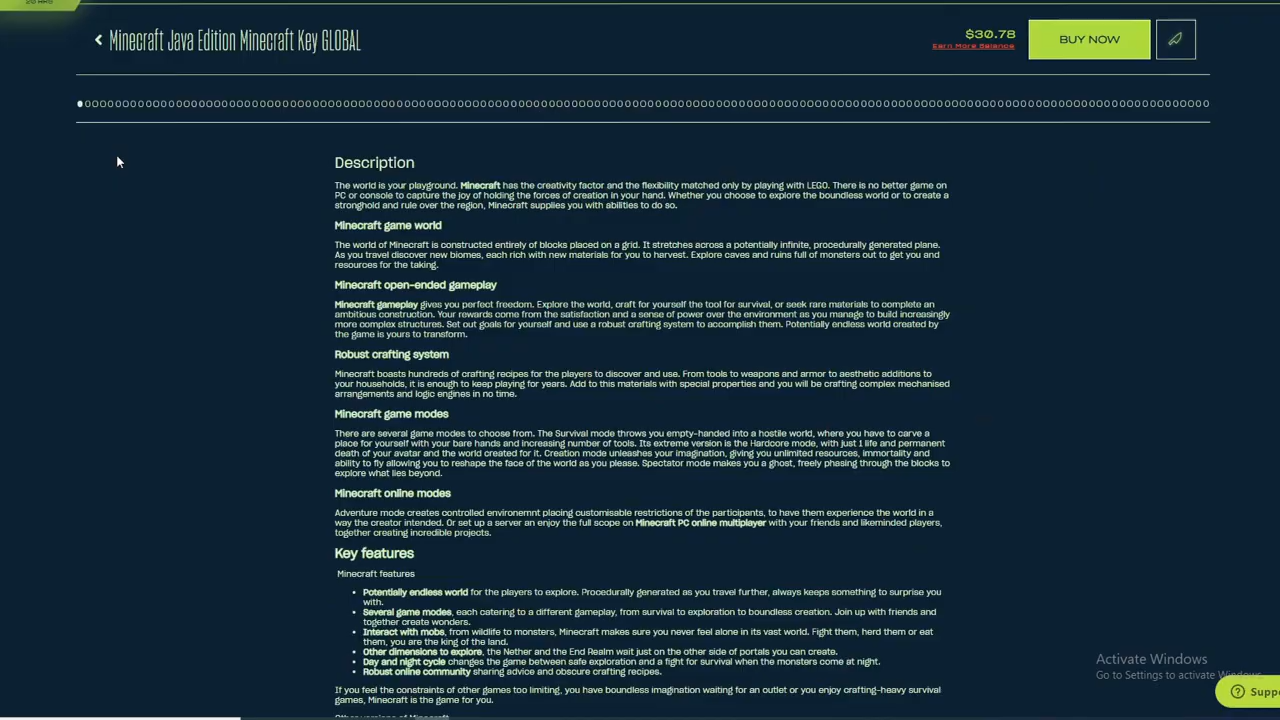 Minecraft Java Edition Minecraft Key GLOBAL
$30.78
Earn More Balance
BUY NOW
Description
The world is your playground. Minecraft has the creativity factor and the flexibility matched only by playing with LEGO. There is no better game on
PC or console to capture the joy of holding the forces of creation in your hand. Whether you choose to explore the boundless world or to create a
stronghold and rule over the region, Minecraft supplies you with abilities to do so.
Minecraft game world
The world of Minecraft is constructed entirely of blocks placed on a grid. It stretches across a potentially infinite, procedurally generated plane.
As you travel discover new biomes, each rich with new materials for you to harvest. Explore caves and ruins full of monsters out to get you and
resources for the taking.
Minecraft open-ended gameplay
Minecraft gameplay gives you perfect freedom. Explore the world, craft for yourself the tool for survival, or seek rare materials to complete an
ambitious construction. Your rewards come from the satisfaction and a sense of power over the environment as you manage to build increasingly
more complex structures. Set out goals for yourself and use a robust crafting system to accomplish them. Potentially endless world created by
the game is yours to transform.
Robust crafting system
Minecraft boasts hundreds of crafting recipes for the players to discover and use. From tools to weapons and armor to aesthetic additions to
your households, it is enough to keep playing for years. Add to this materials with special properties and you will be crafting complex mechanised
arrangements and logic engines in no time.
Minecraft game modes
There are several game modes to choose from. The Survival mode throws you empty-handed into a hostile world, where you have to carve a
place for yourself with your bare hands and increasing number of tools. Its extreme version is the Hardcore mode, with just 1 life and permanent
death of your avatar and the world created for it. Creation mode unleashes your imagination, giving you unlimited resources, immortality and
ability to fly allowing you to reshape the face of the world as you please. Spectator mode makes you a ghost, freely phasing through the blocks to
explore what lies beyond.
Minecraft online modes
Adventure mode creates controlled environemnt placing customisable restrictions of the participants, to have them experience the world in a
way the creator intended. Or set up a server an enjoy the full scope on Minecraft PC online multiplayer with your friends and likeminded players,
together creating incredible projects.
Key features
Minecraft features
• Potentially endless world for the players to explore. Procedurally generated as you travel further, always keeps something to surprise you
with.
• Several game modes, each catering to a different gameplay, from survival to exploration to boundless creation. Join up with friends and
together create wonders.
• Interact with mobs, from wildlife to monsters, Minecraft makes sure you never feel alone in its vast world. Fight them, herd them or eat
them, you are the king of the land.
• Other dimensions to explore, the Nether and the End Realm wait just on the other side of portals you can create.
• Day and night cycle changes the game between safe exploration and a fight for survival when the monsters come at night.
• Robust online community sharing advice and obscure crafting recipes.
If you feel the constraints of other games too limiting, you have boundless imagination waiting for an outlet or you enjoy crafting-heavy survival
games, Minecraft is the game for you.
Other versions of Minecraft
Activate Windows
Go to Settings to activate Windows.
Suppo